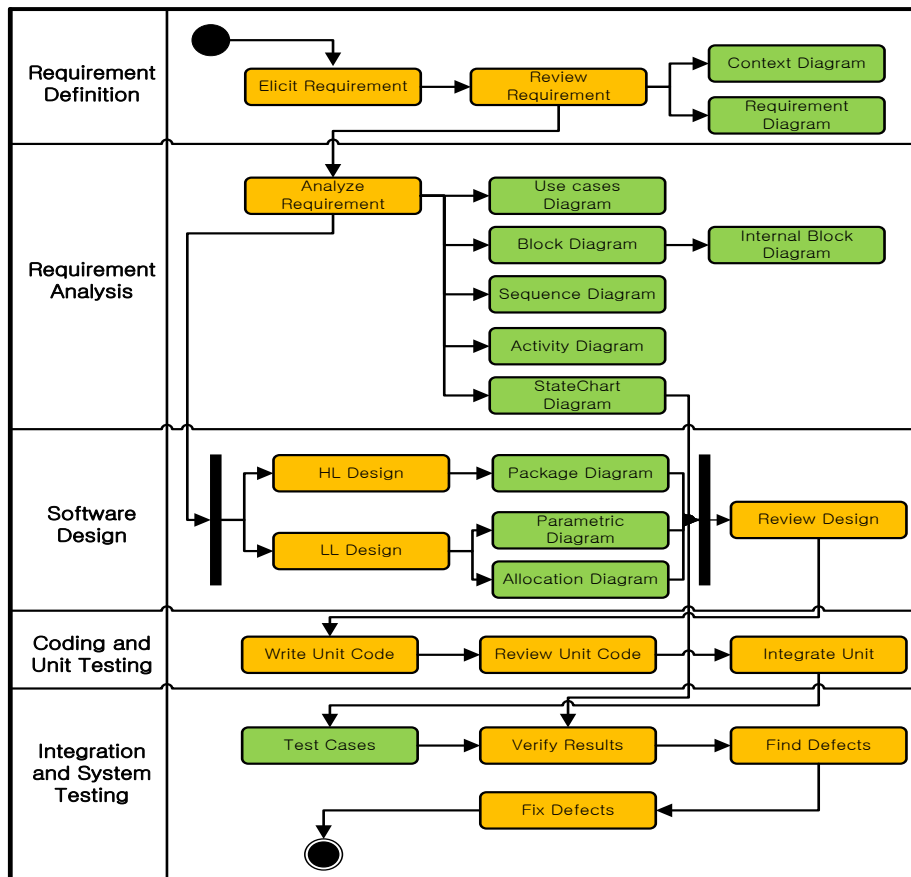 Requirement
Definition
Elicit Requirement
Review
Requirement
Context Diagram
Requirement
Diagram
Requirement
Analysis
Analyze
Requirement
Use cases
Diagram
Block Diagram
Internal Block
Diagram
Sequence Diagram
Activity Diagram
StateChart
Diagram
Software
Design
HL Design
Package Diagram
LL Design
Parametric
Diagram
Allocation Diagram
Review Design
Coding and
Unit Testing
Write Unit Code
Review Unit Code
Integrate Unit
Integration
and System
Testing
Test Cases
Verify Results
Find Defects
Fix Defects